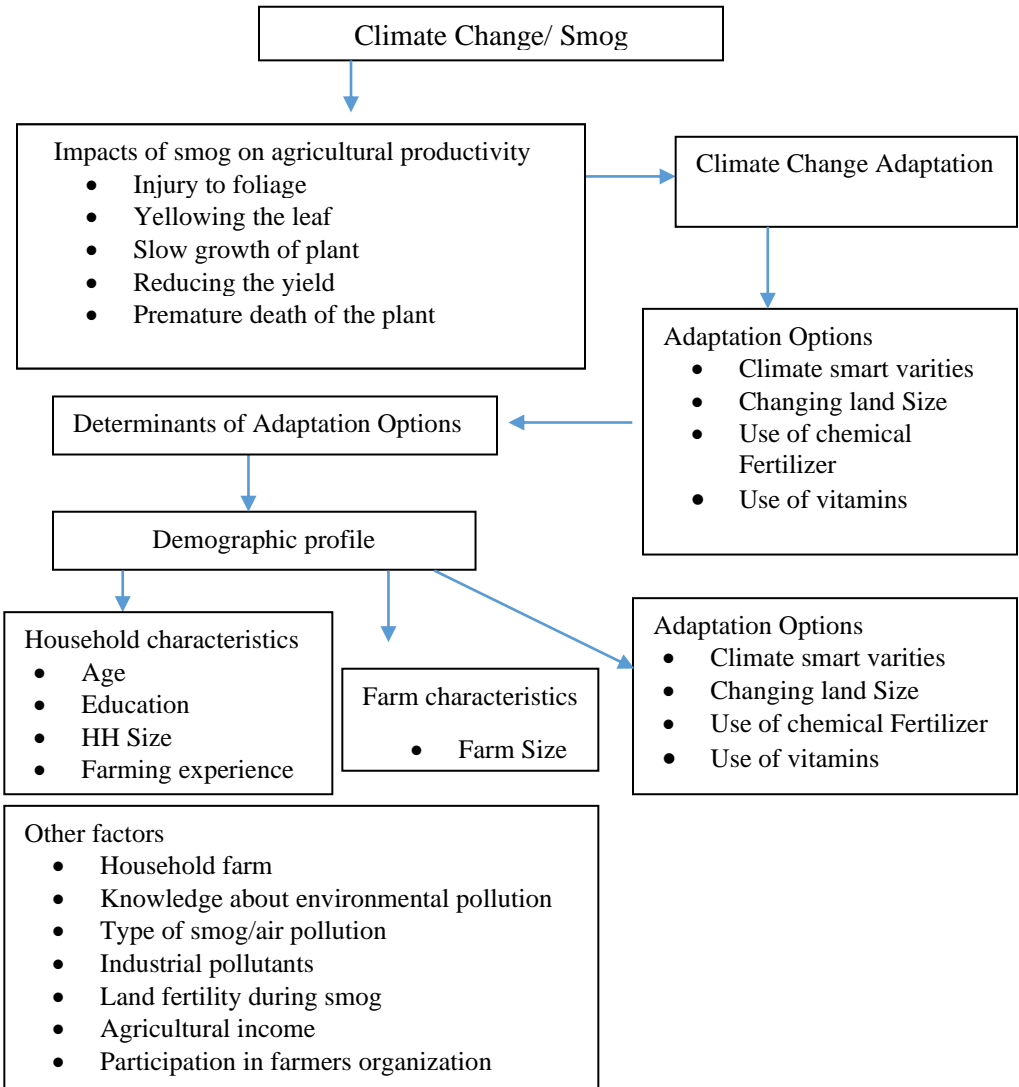 Climate Change/ Smog
Impacts of smog on agricultural productivity
• Injury to foliage
• Yellowing the leaf
• Slow growth of plant
• Reducing the yield
• Premature death of the plant
Climate Change Adaptation
Adaptation Options
• Climate smart varities
• Changing land Size
• Use of chemical
Fertilizer
• Use of vitamins
Determinants of Adaptation Options
Demographic profile
Household characteristics
• Age
• Education
• HH Size
• Farming experience
Farm characteristics
• Farm Size
Adaptation Options
• Climate smart varities
• Changing land Size
• Use of chemical Fertilizer
• Use of vitamins
Other factors
• Household farm
• Knowledge about environmental pollution
• Type of smog/air pollution
• Industrial pollutants
• Land fertility during smog
• Agricultural income
• Participation in farmers organization